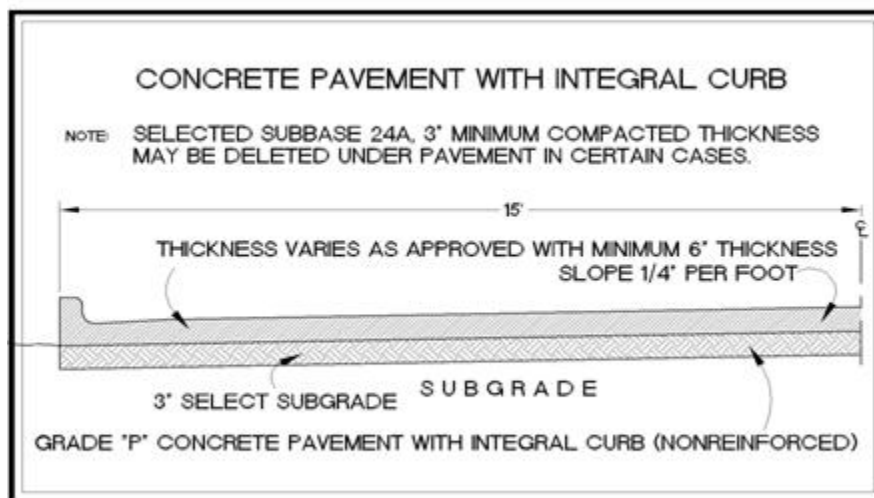 CONCRETE PAVEMENT WITH INTEGRAL CURB
NOTE: SELECTED SUBBASE 24A, 3" MINIMUM COMPACTED THICKNESS
MAY BE DELETED UNDER PAVEMENT IN CERTAIN CASES.
15'
℄
THICKNESS VARIES AS APPROVED WITH MINIMUM 6" THICKNESS
SLOPE 1/4" PER FOOT
3" SELECT SUBGRADE
SUBGRADE
GRADE "P" CONCRETE PAVEMENT WITH INTEGRAL CURB (NONREINFORCED)